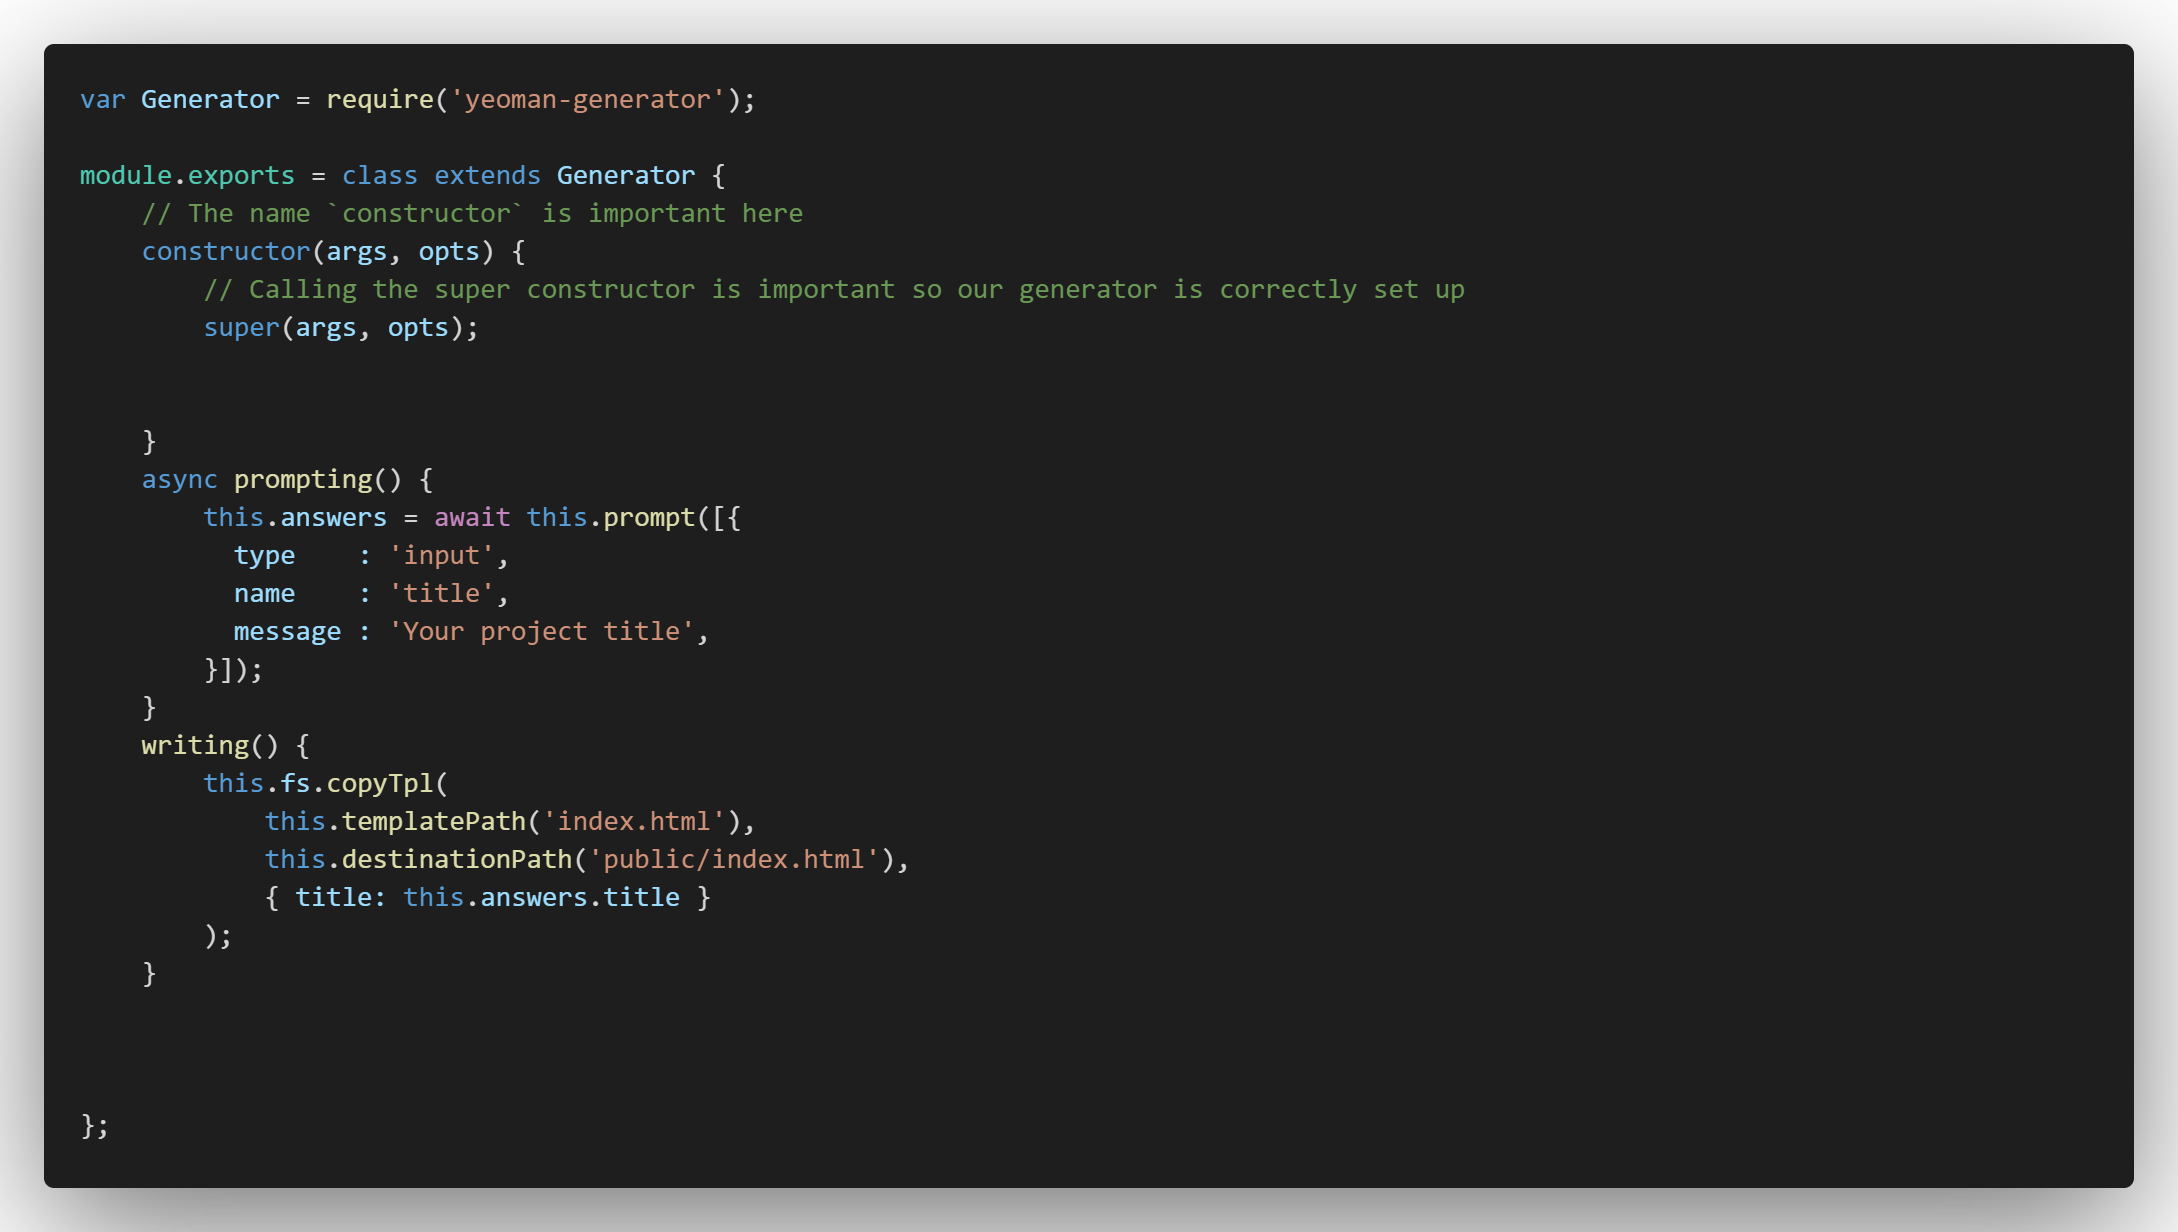 var Generator = require('yeoman-generator');
module.exports = class extends Generator {
    // The name `constructor` is important here
    constructor(args, opts) {
        // Calling the super constructor is important so our generator is correctly set up
        super(args, opts);
    }
    async prompting() {
        this.answers = await this.prompt([{
          type    : 'input',
          name    : 'title',
          message : 'Your project title',
        }]);
    }
    writing() {
        this.fs.copyTpl(
            this.templatePath('index.html'),
            this.destinationPath('public/index.html'),
            { title: this.answers.title }
        );
    }
};